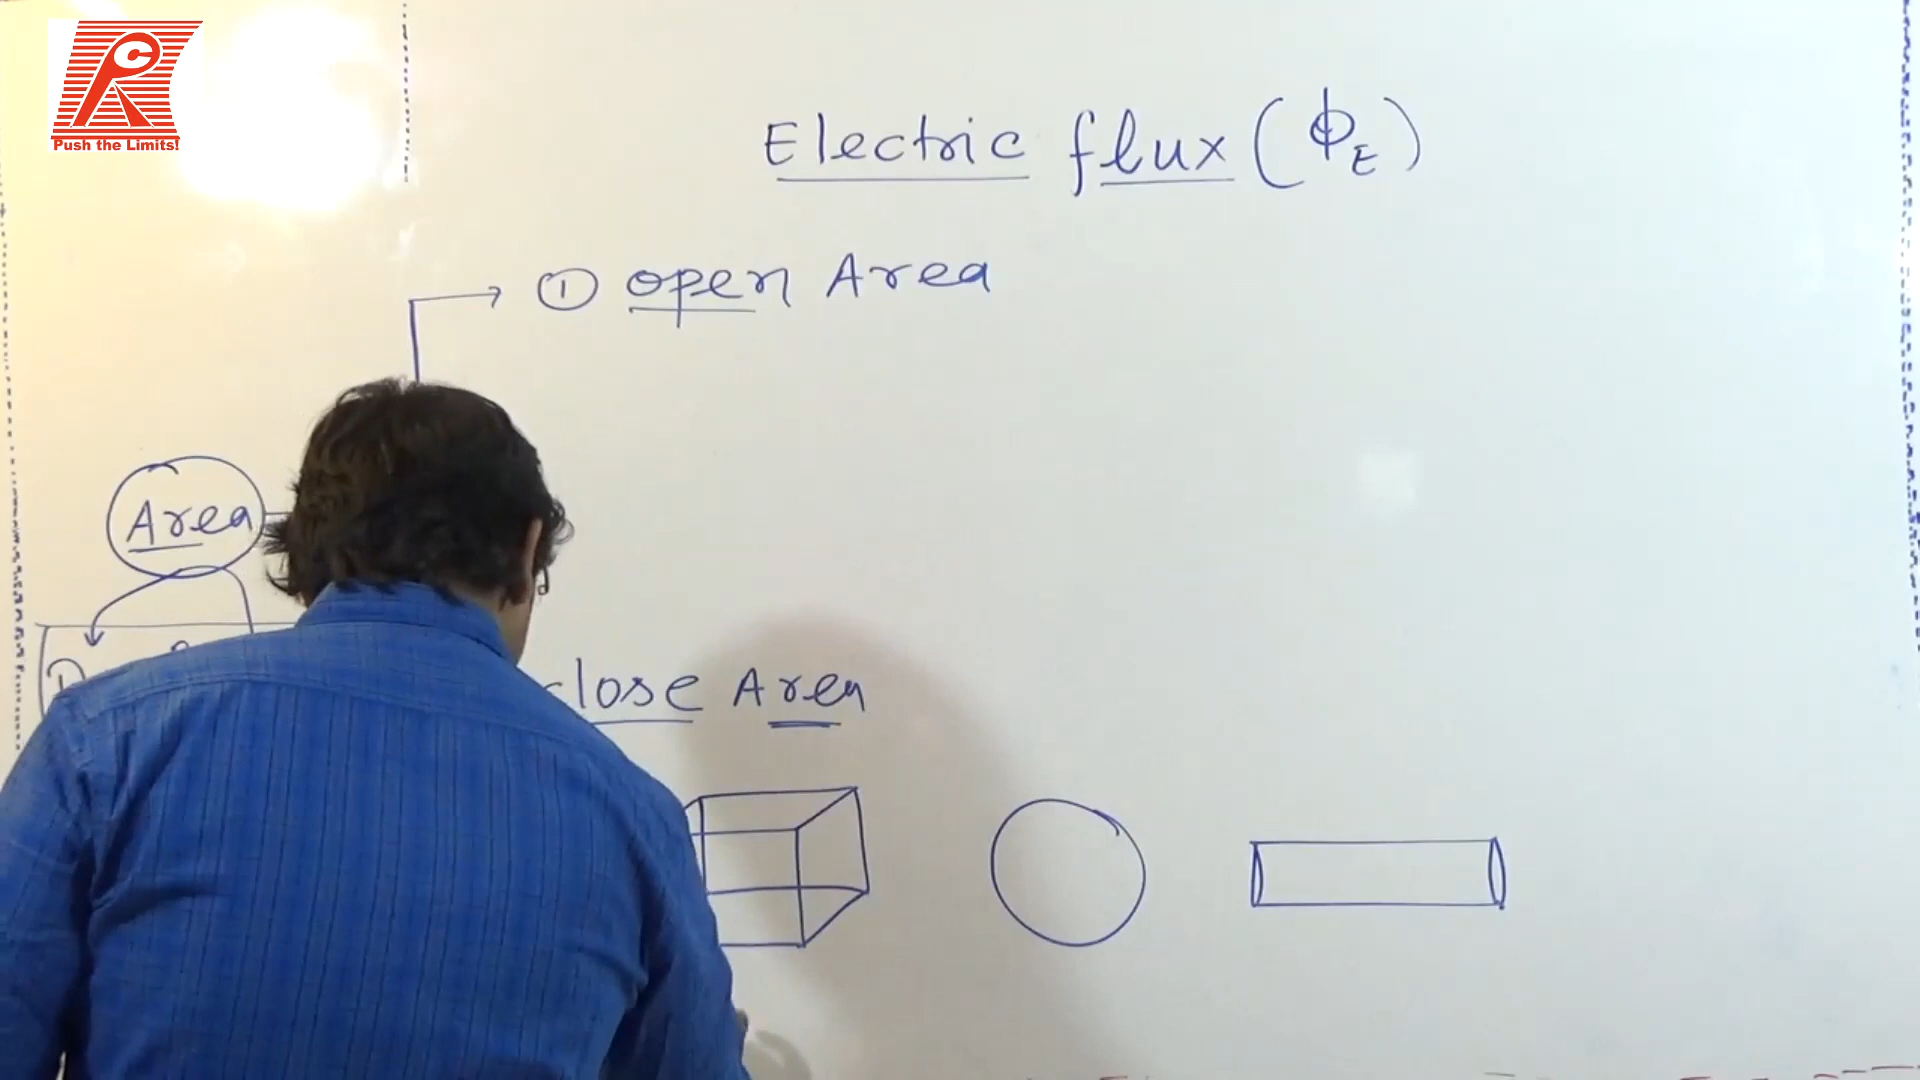 Push the Limits!
Electric flux (ΦE)
① open Area
Area
close Area